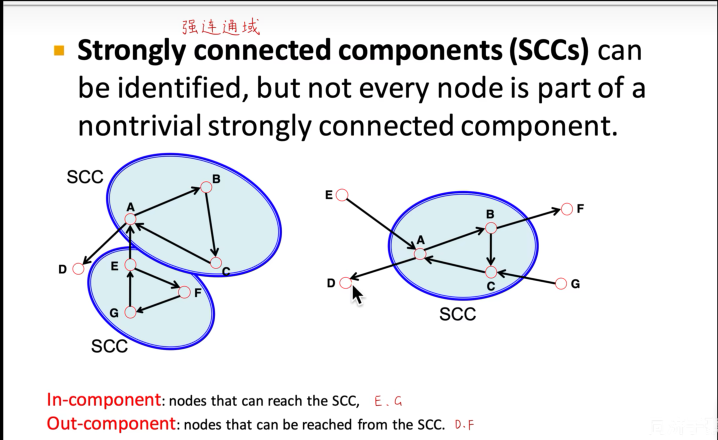 强连通域
Strongly connected components (SCCs) can
be identified, but not every node is part of a
nontrivial strongly connected component.
SCC
A
B
C
D
E
F
G
SCC
E
A
B
F
D
C
G
SCC
In-component: nodes that can reach the SCC, E.G
Out-component: nodes that can be reached from the SCC. D.F